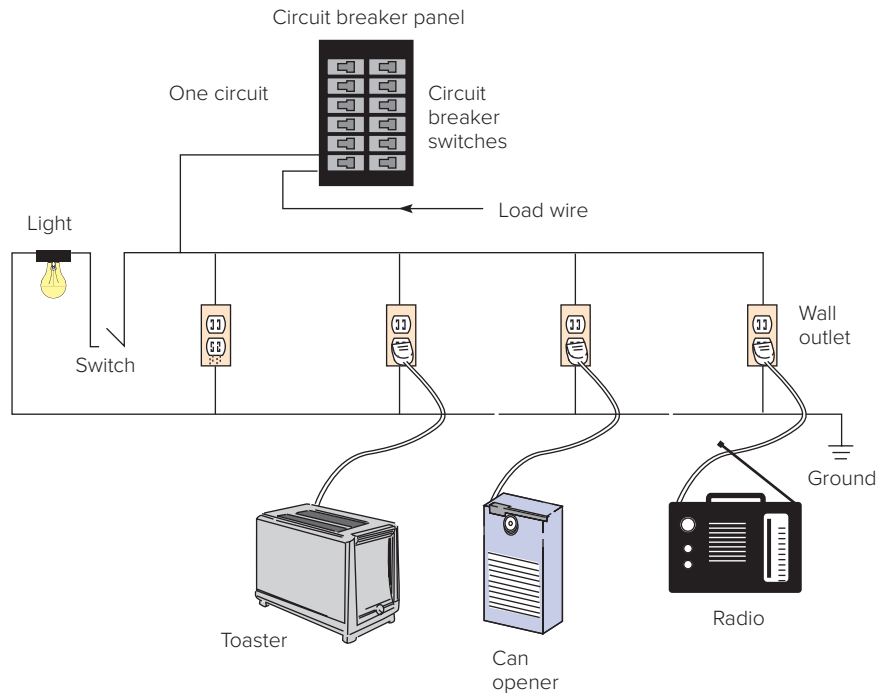 Circuit breaker panel
One circuit
Circuit
breaker
switches
Load wire
Light
Switch
Wall
outlet
Ground
Toaster
Can
opener
Radio